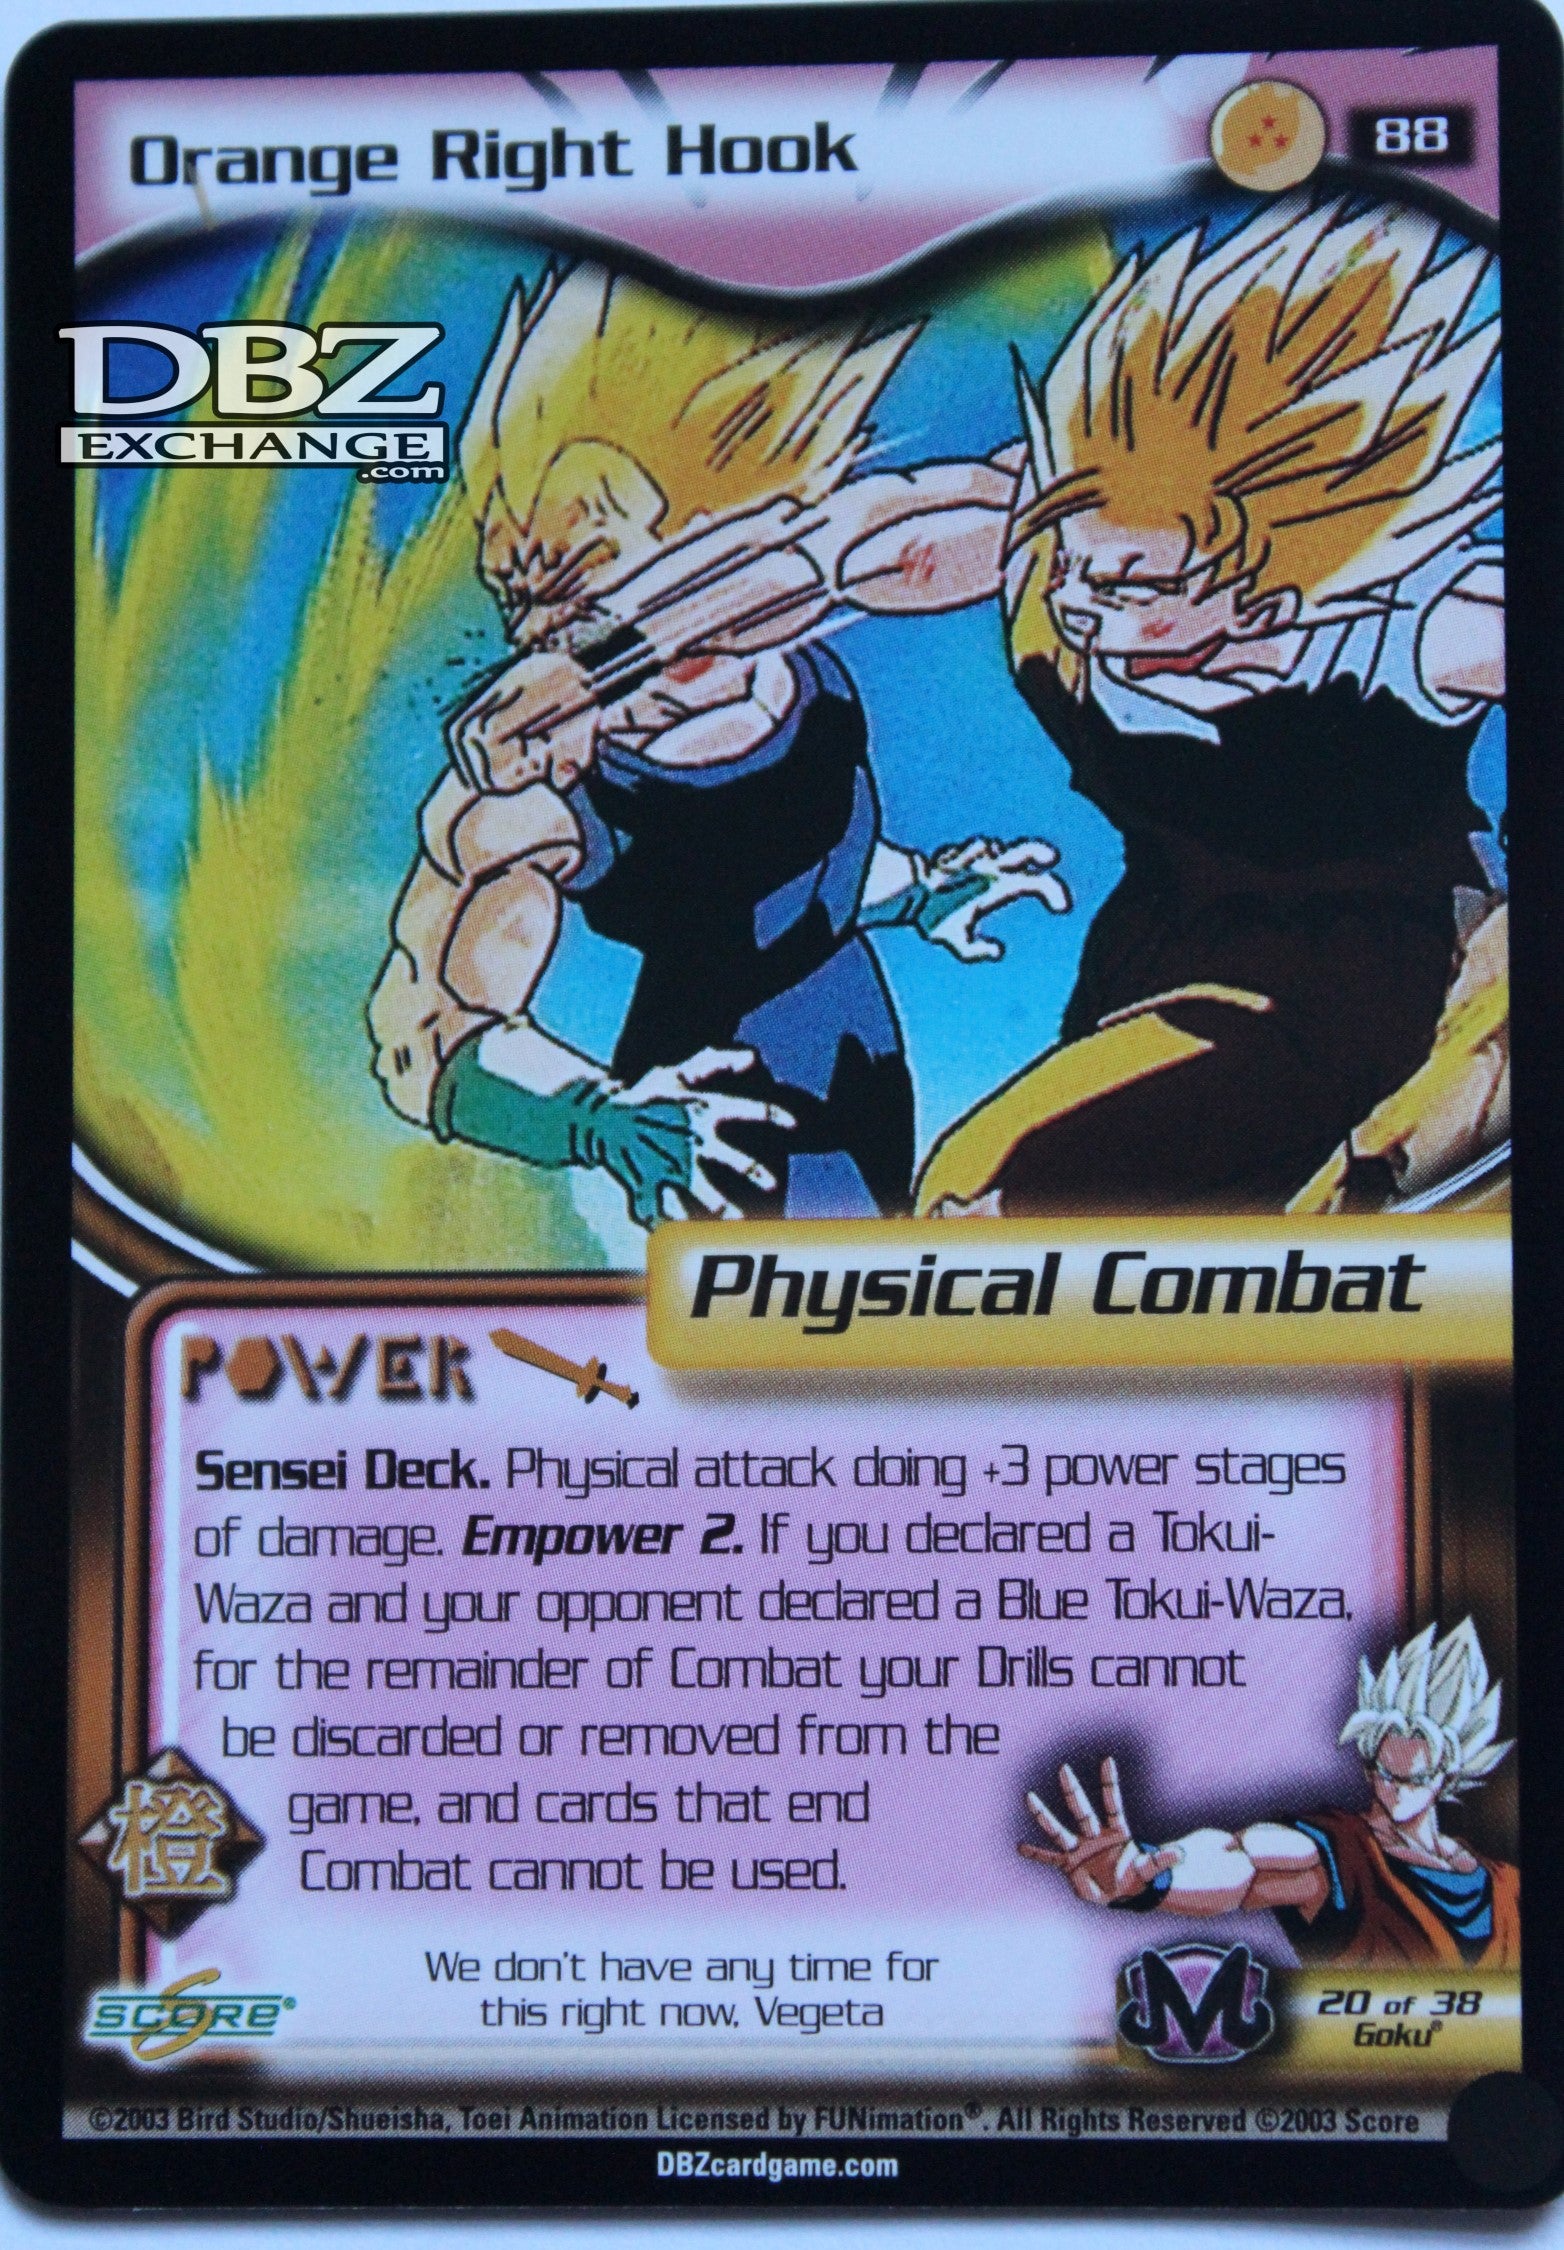 Orange Right Hook
88
DBZ
EXCHANGE
.com
Physical Combat
POWER
Sensei Deck. Physical attack doing +3 power stages
of damage. Empower 2. If you declared a Tokui-
Waza and your opponent declared a Blue Tokui-Waza,
for the remainder of Combat your Drills cannot
be discarded or removed from the
game, and cards that end
Combat cannot be used.
橙
We don't have any time for
this right now, Vegeta
SCORE®
M
20 of 38
Goku®
©2003 Bird Studio/Shueisha, Toei Animation Licensed by FUNimation®. All Rights Reserved ©2003 Score
DBZcardgame.com